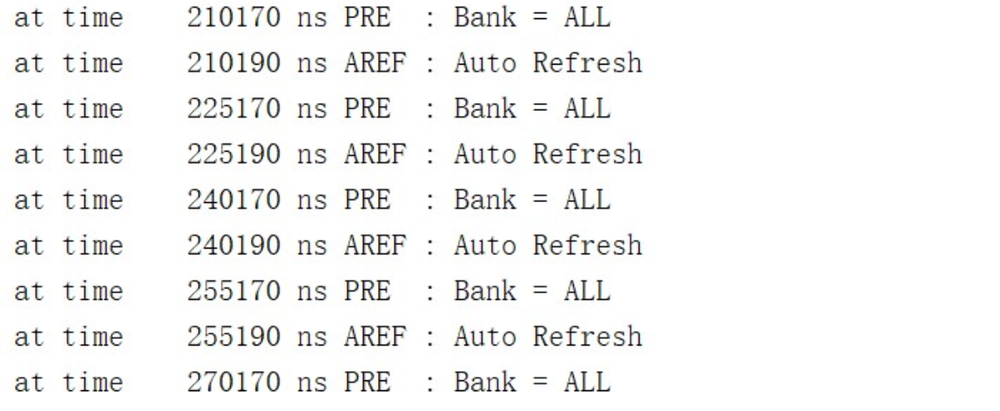 at time    210170 ns PRE  : Bank = ALL
at time    210190 ns AREF : Auto Refresh
at time    225170 ns PRE  : Bank = ALL
at time    225190 ns AREF : Auto Refresh
at time    240170 ns PRE  : Bank = ALL
at time    240190 ns AREF : Auto Refresh
at time    255170 ns PRE  : Bank = ALL
at time    255190 ns AREF : Auto Refresh
at time    270170 ns PRE  : Bank = ALL